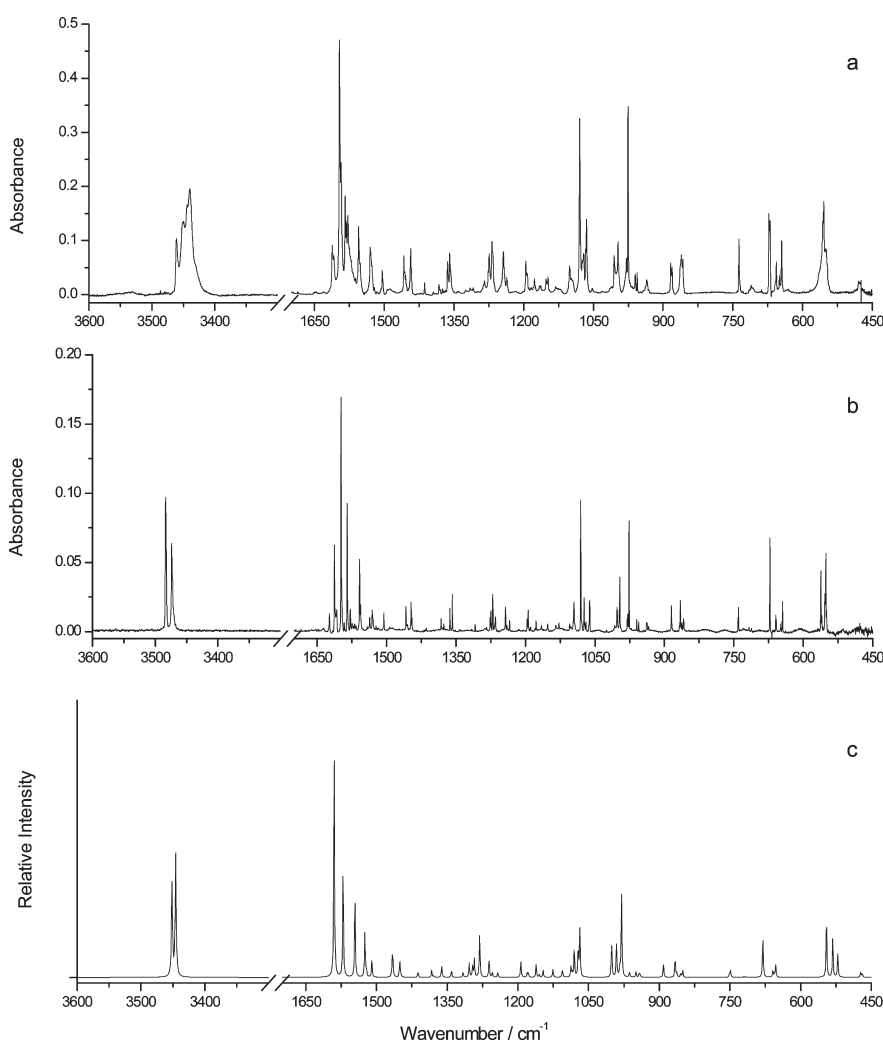 0.5
a
0.4
0.3
Absorbance
0.2
0.1
0.0
3600 3500 3400 1650 1350 1200 1050 900 750 600 450
0.20
b
0.15
Absorbance
0.10
0.05
0.00
3600 3500 3400 1650 1500 1350 1200 1050 900 750 600 450
c
Relative Intensity
3600 3500 3400 1650 1500 1350 1200 1050 900 750 600 450
Wavenumber / cm-1